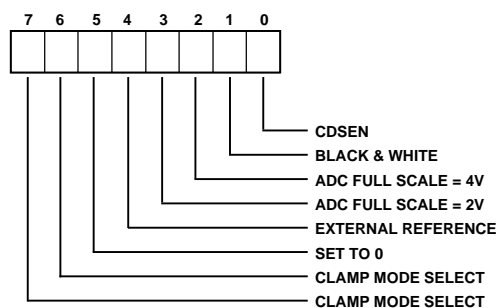 7 6 5 4 3 2 1 0
CDSEN
BLACK & WHITE
ADC FULL SCALE = 4V
ADC FULL SCALE = 2V
EXTERNAL REFERENCE
SET TO 0
CLAMP MODE SELECT
CLAMP MODE SELECT